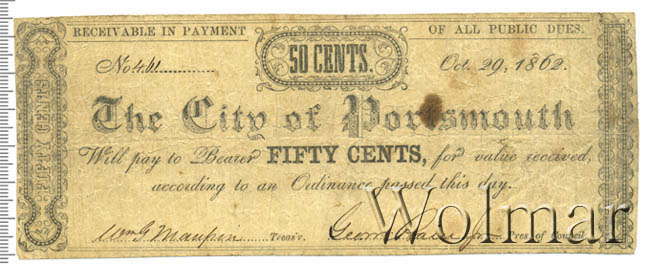 RECEIVABLE IN PAYMENT OF ALL PUBLIC DUES.
50 CENTS.
No 461 Oct. 29, 1862.
FIFTY CENTS
The City of Portsmouth
Will pay to Bearer FIFTY CENTS, for value received,
according to an Ordinance passed this day.
Wm G Maupin Treas'r. Pres. of Council
Wolmar